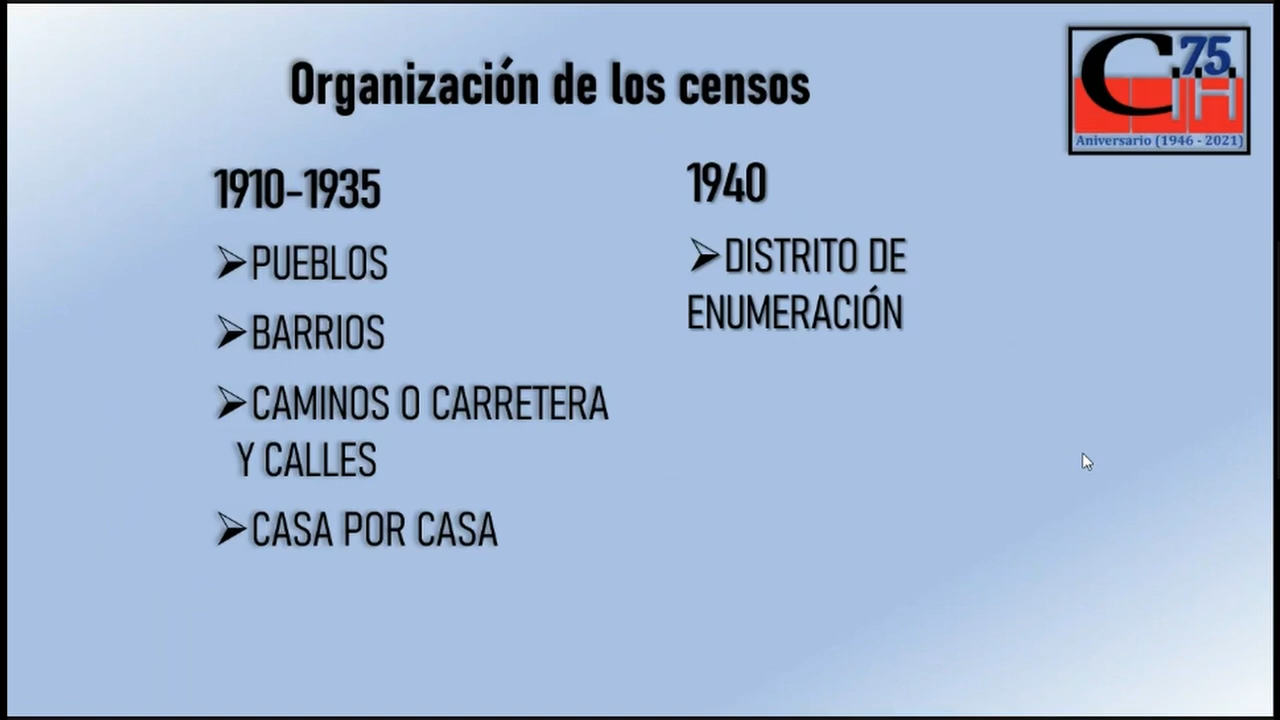 Organización de los censos
CIH 75
Aniversario (1946 - 2021)
1910-1935
PUEBLOS
BARRIOS
CAMINOS O CARRETERA
Y CALLES
CASA POR CASA
1940
DISTRITO DE
ENUMERACIÓN